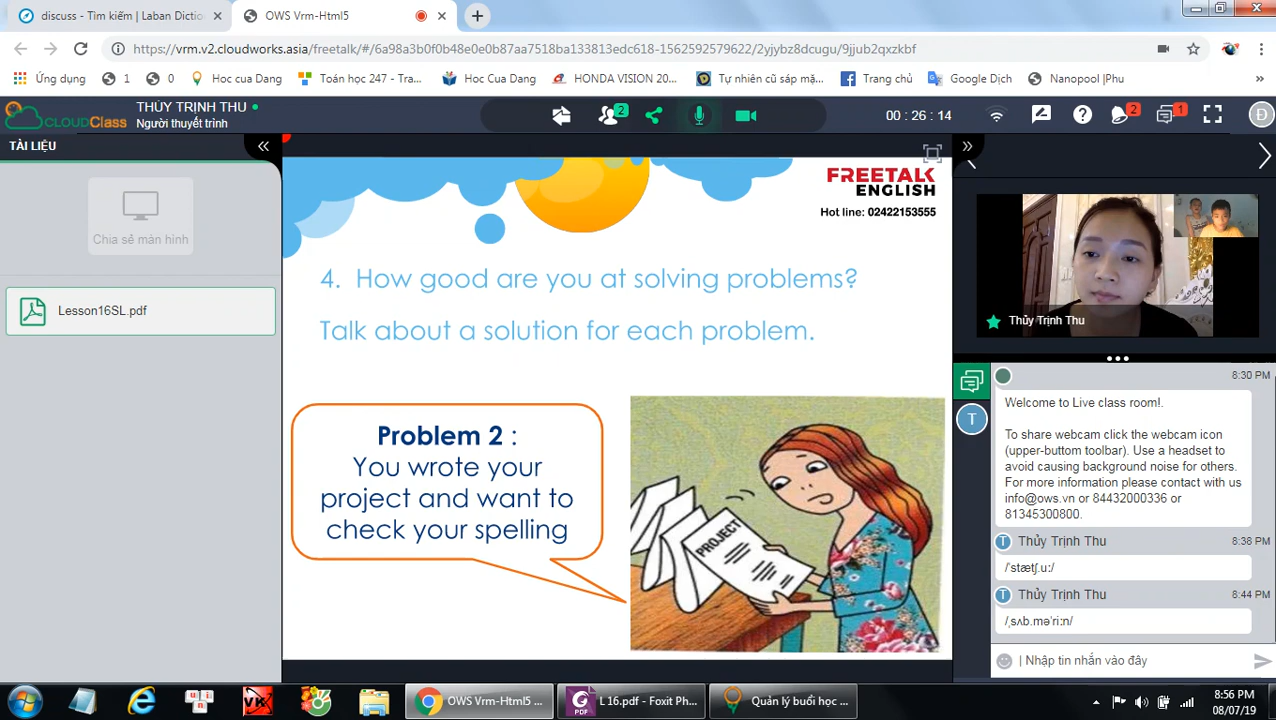 discuss - Tìm kiếm | Laban Dictio
OWS Vrm-Html5
https://vrm.v2.cloudworks.asia/freetalk/#/6a98a3b0f0b48e0e0b87aa7518ba133813edc618-1562592579622/2yjybz8dcugu/9jjub2qxzkbf
Ứng dụng
1
0
Hoc cua Dang
Toán học 247 - Tra...
Học Cua Dang
HONDA VISION 20...
Tự nhiên cũ sáp mặ...
Trang chủ
Google Dịch
Nanopool |Phu
»
CLOUDClass
THỦY TRỊNH THU
Người thuyết trình
2
00 : 26 : 14
2
1
Đ
TÀI LIỆU
Chia sẻ màn hình
Lesson16SL.pdf
FREETALK
ENGLISH
Hot line: 02422153555
4. How good are you at solving problems?
Talk about a solution for each problem.
Problem 2 :
You wrote your
project and want to
check your spelling
PROJECT
Thủy Trịnh Thu
8:30 PM
Welcome to Live class room!.
To share webcam click the webcam icon
(upper-buttom toolbar). Use a headset to
avoid causing background noise for others.
For more information please contact with us
info@ows.vn or 84432000336 or
81345300800.
T
T Thủy Trịnh Thu 8:38 PM
/ˈstætʃ.uː/
T Thủy Trịnh Thu 8:44 PM
/ˌsʌb.məˈriːn/
Nhập tin nhắn vào đây
OWS Vrm-Html5 ...
L 16.pdf - Foxit Ph...
Quản lý buổi học ...
8:56 PM
08/07/19